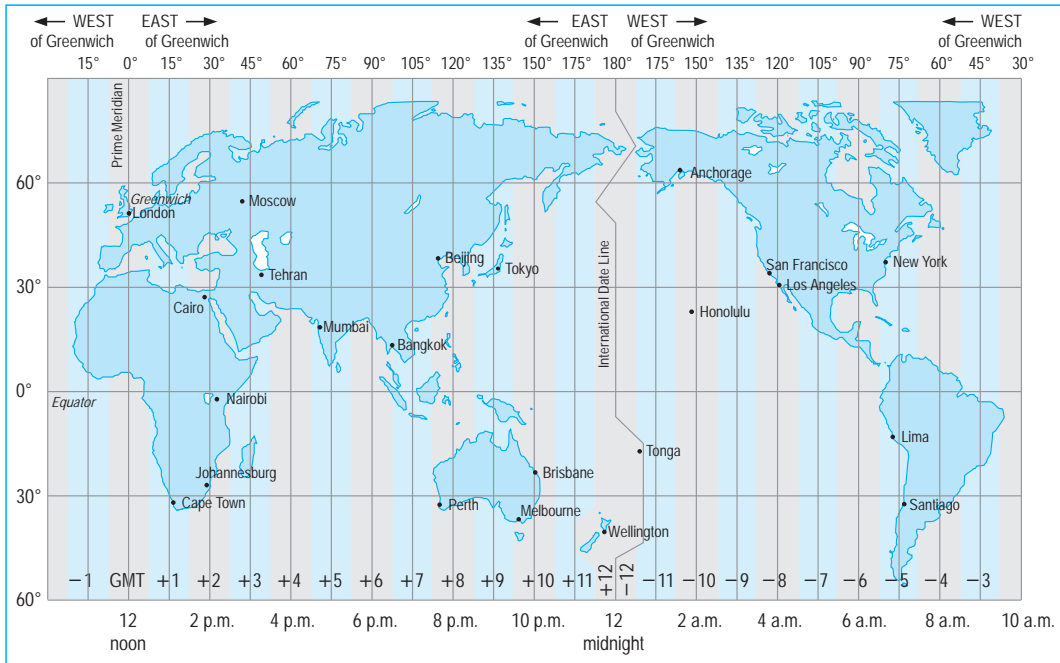 WEST EAST EAST WEST WEST
of Greenwich of Greenwich of Greenwich of Greenwich of Greenwich
15° 0° 15° 30° 45° 60° 75° 90° 105° 120° 135° 150° 175° 180° 175° 150° 135° 120° 105° 90° 75° 60° 45° 30°
Prime Meridian
60°
Anchorage
Greenwich
London
Moscow
Beijing
Tokyo
San Francisco
New York
Tehran
Los Angeles
30°
International Date Line
Cairo
Honolulu
Mumbai
Bangkok
0°
Equator
Nairobi
Lima
Tonga
Johannesburg
Brisbane
30°
Cape Town
Perth
Melbourne
Santiago
Wellington
−1 GMT +1 +2 +3 +4 +5 +6 +7 +8 +9 +10 +11 +12 −12 −11 −10 −9 −8 −7 −6 −5 −4 −3
60°
12 2 p.m. 4 p.m. 6 p.m. 8 p.m. 10 p.m. 12 2 a.m. 4 a.m. 6 a.m. 8 a.m. 10 a.m.
noon midnight